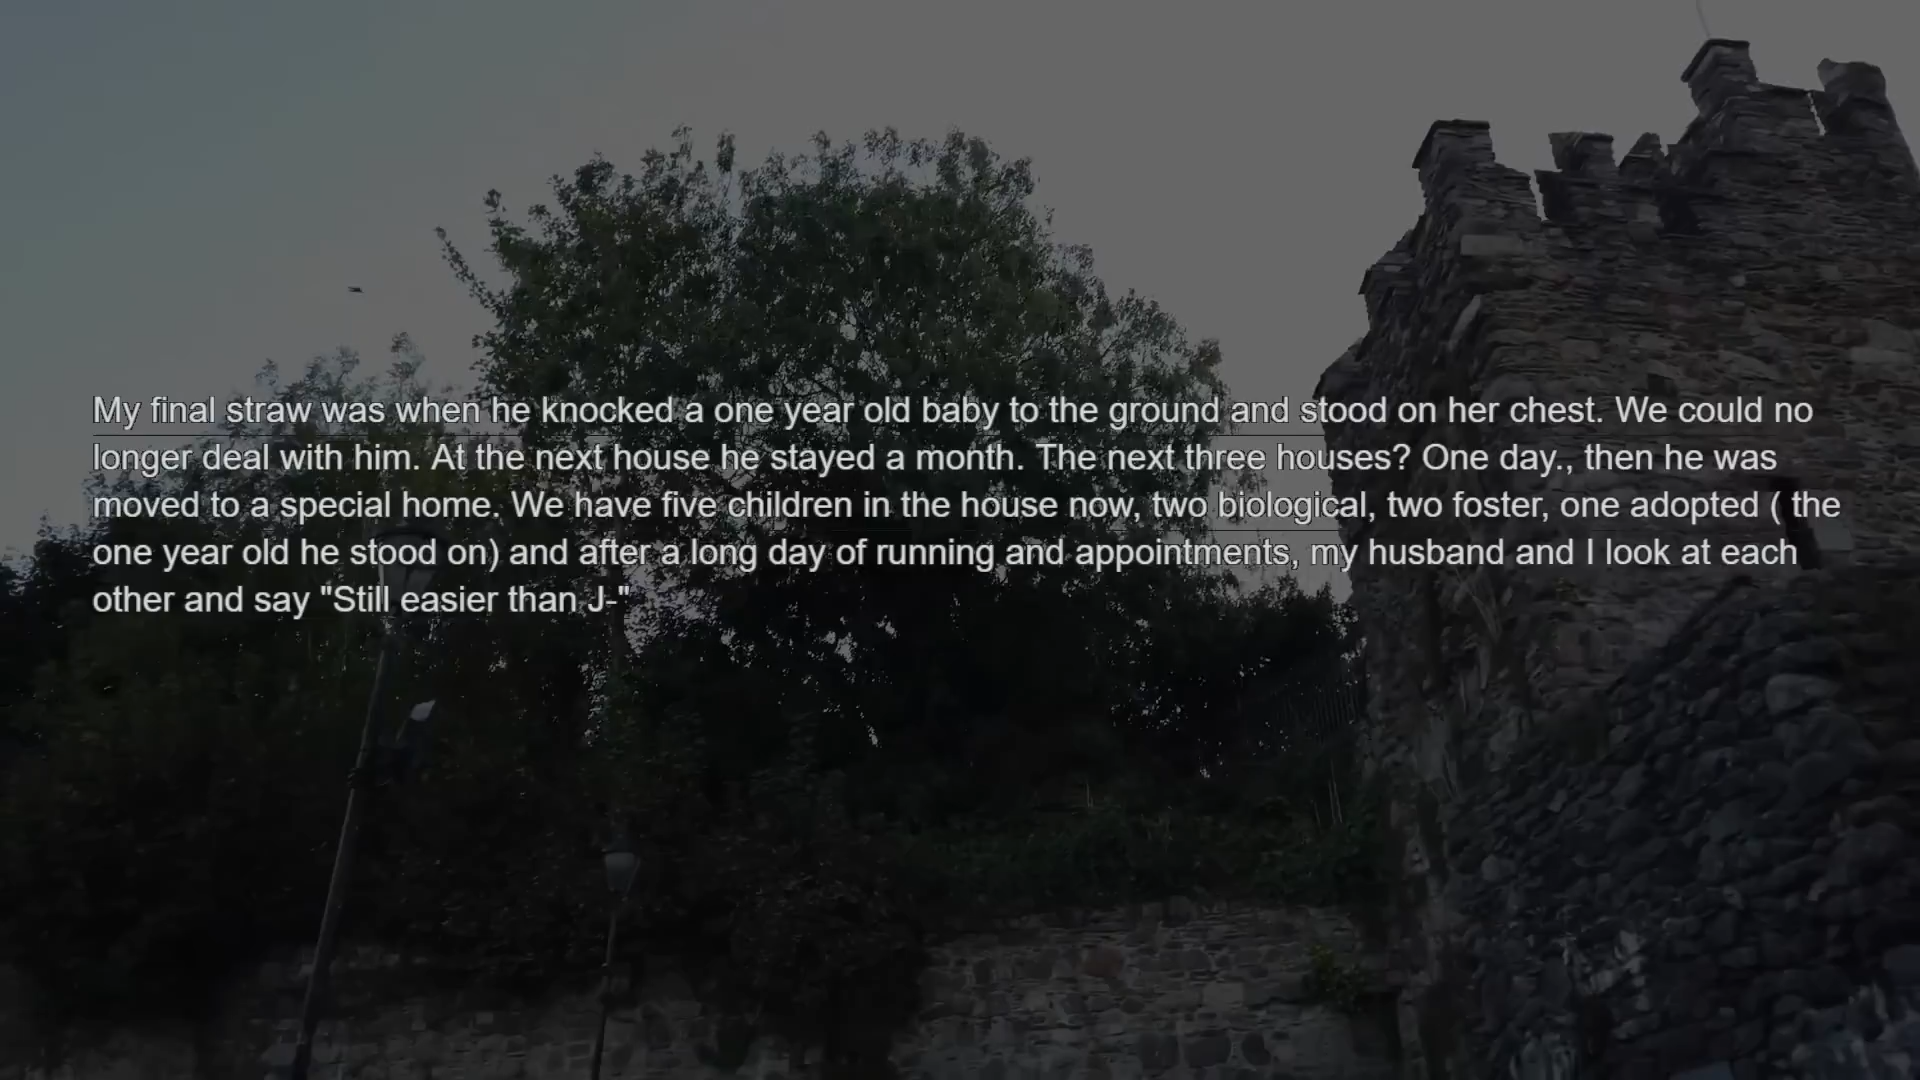 My final straw was when he knocked a one year old baby to the ground and stood on her chest. We could no
longer deal with him. At the next house he stayed a month. The next three houses? One day., then he was
moved to a special home. We have five children in the house now, two biological, two foster, one adopted ( the
one year old he stood on) and after a long day of running and appointments, my husband and I look at each
other and say "Still easier than J-"